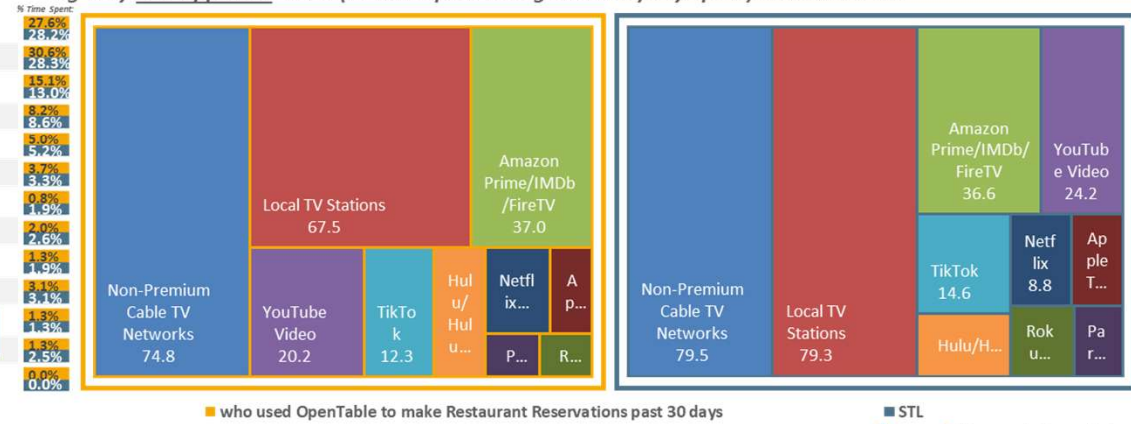 % Time Spent:
27.6%
28.2%
30.6%
28.3%
15.1%
13.0%
8.2%
8.6%
5.0%
5.2%
3.7%
3.3%
0.8%
1.9%
2.0%
2.6%
1.3%
1.9%
3.1%
3.1%
1.3%
1.3%
1.3%
2.5%
0.0%
0.0%
Non-Premium
Cable TV
Networks
74.8
Local TV Stations
67.5
Amazon
Prime/IMDb
/FireTV
37.0
YouTube
Video
20.2
TikTo
k
12.3
Hul
u/
Hul
u...
Netfl
ix...
A
p...
P...
R...
Non-Premium
Cable TV
Networks
79.5
Local TV
Stations
79.3
Amazon
Prime/IMDb/
FireTV
36.6
YouTub
e Video
24.2
TikTok
14.6
Netf
lix
8.8
Ap
ple
T...
Hulu/H...
Rok
u...
Pa
r...
who used OpenTable to make Restaurant Reservations past 30 days
STL